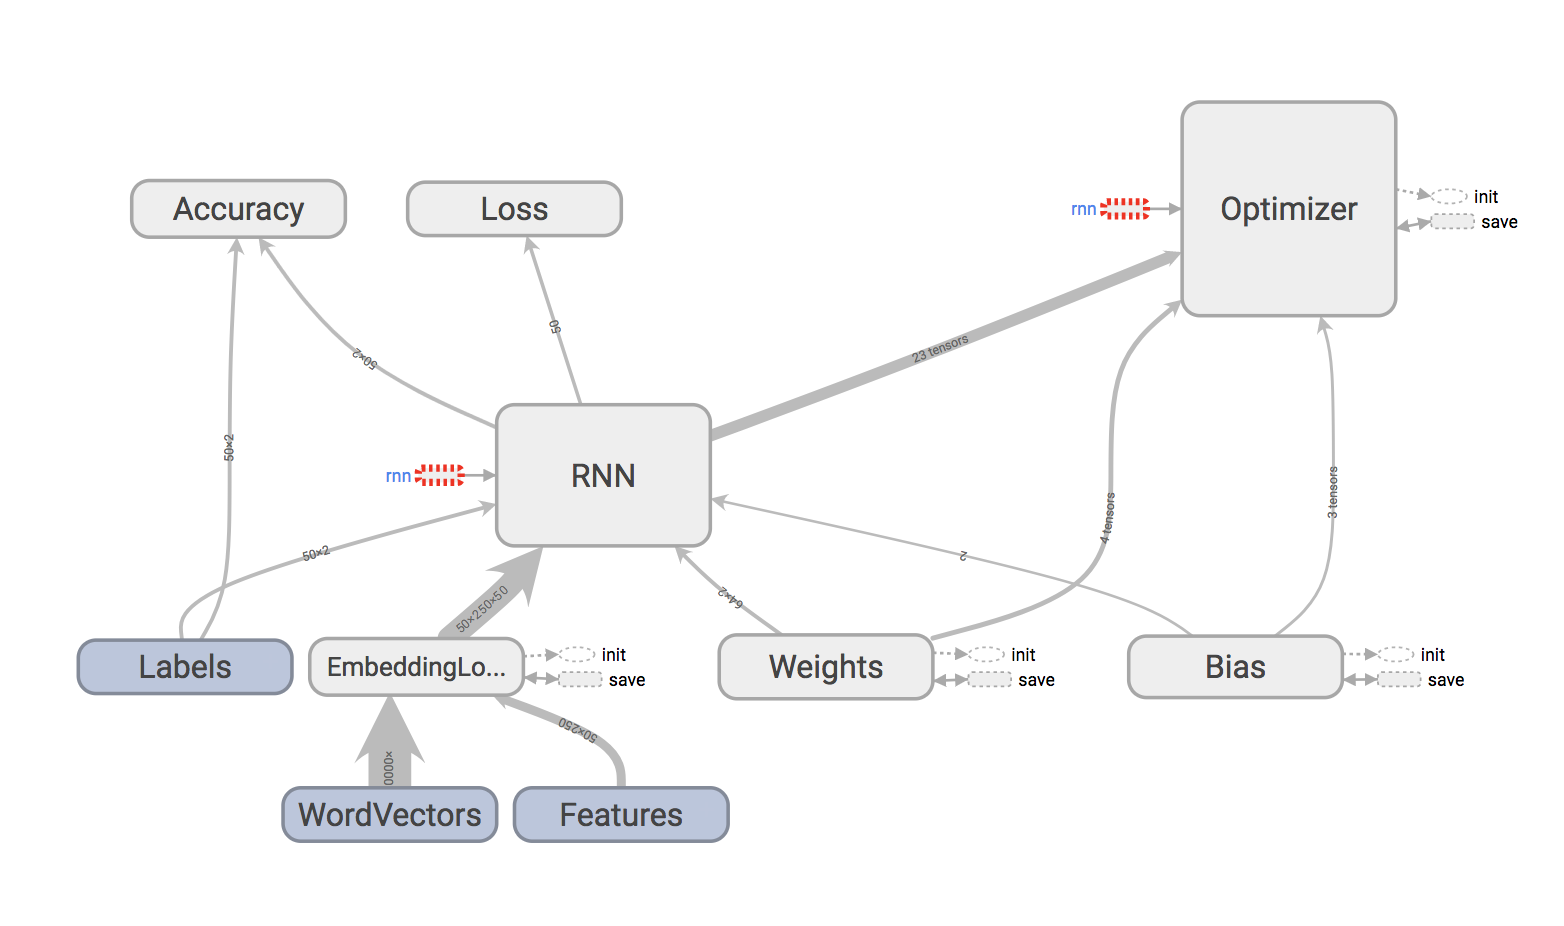 Optimizer
init
save
rnn
Accuracy
Loss
50
50×2
23 tensors
50×2
RNN
rnn
3 tensors
4 tensors
50×2
2
50×250×50
64×2
Labels
EmbeddingLo...
init
save
Weights
init
save
Bias
init
save
50×250
0000×
WordVectors
Features